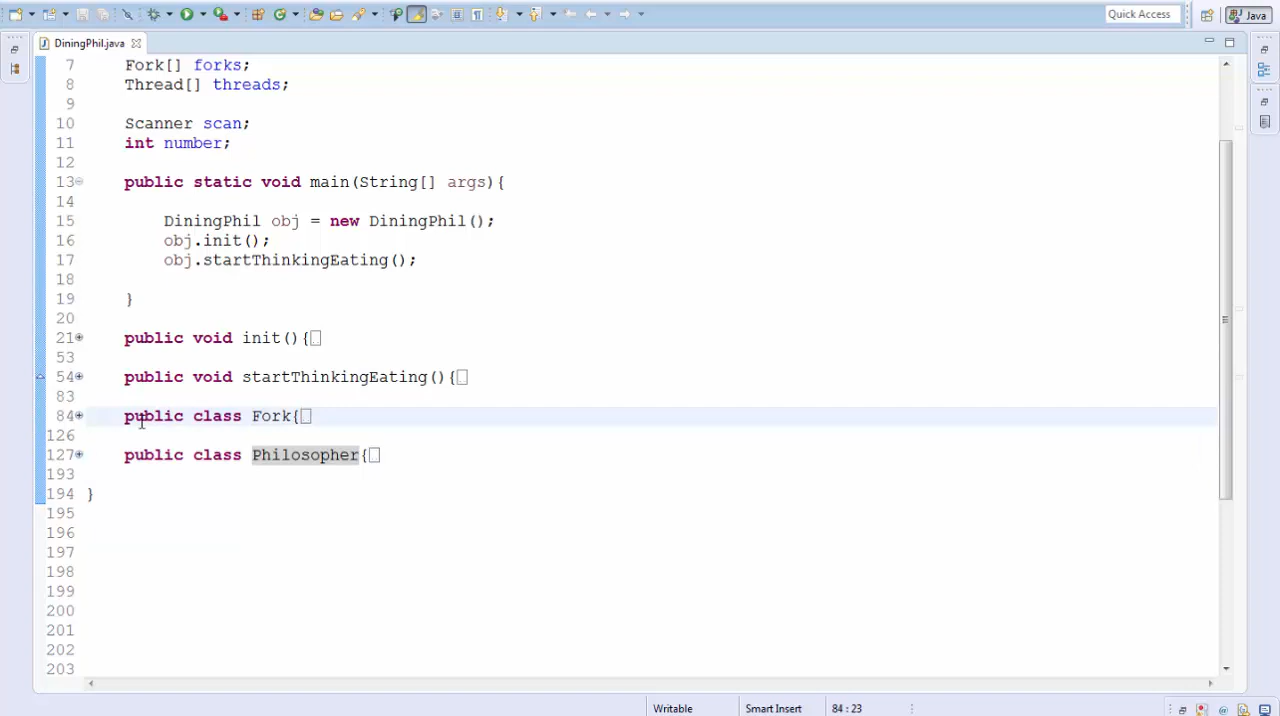 Quick Access
Java
DiningPhil.java
7 Fork[] forks;
8 Thread[] threads;
9
10 Scanner scan;
11 int number;
12
13 public static void main(String[] args){
14
15 DiningPhil obj = new DiningPhil();
16 obj.init();
17 obj.startThinkingEating();
18
19 }
20
21 public void init(){
53
54 public void startThinkingEating(){
83
84 public class Fork{
126
127 public class Philosopher{
193
194 }
195
196
197
198
199
200
201
202
203
Writable Smart Insert 84 : 23